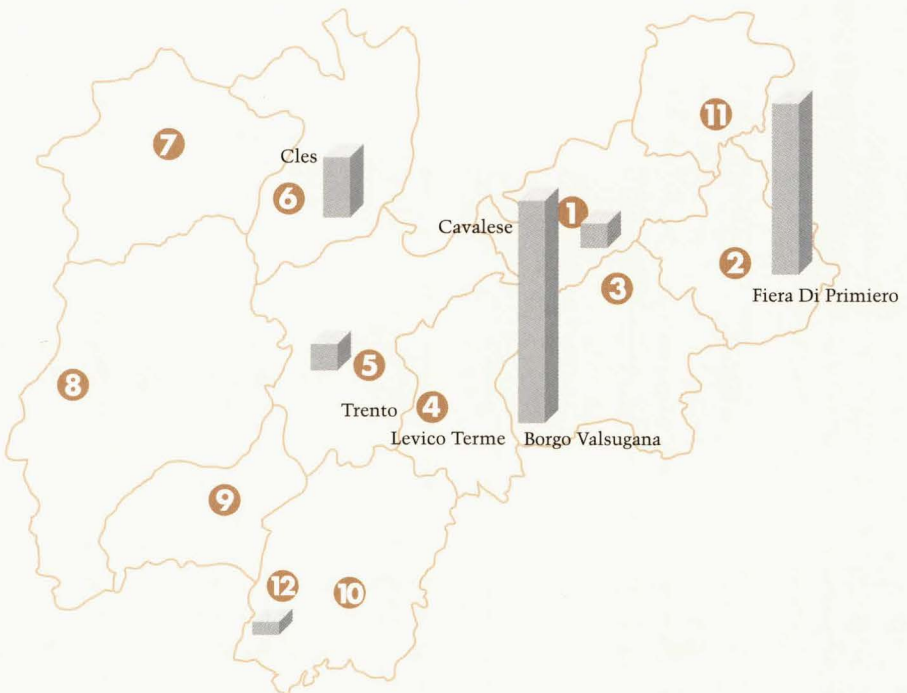 11
7
Cles
6
1
Cavalese
2
3
Fiera Di Primiero
5
8
4
Trento
Levico Terme
Borgo Valsugana
9
12
10